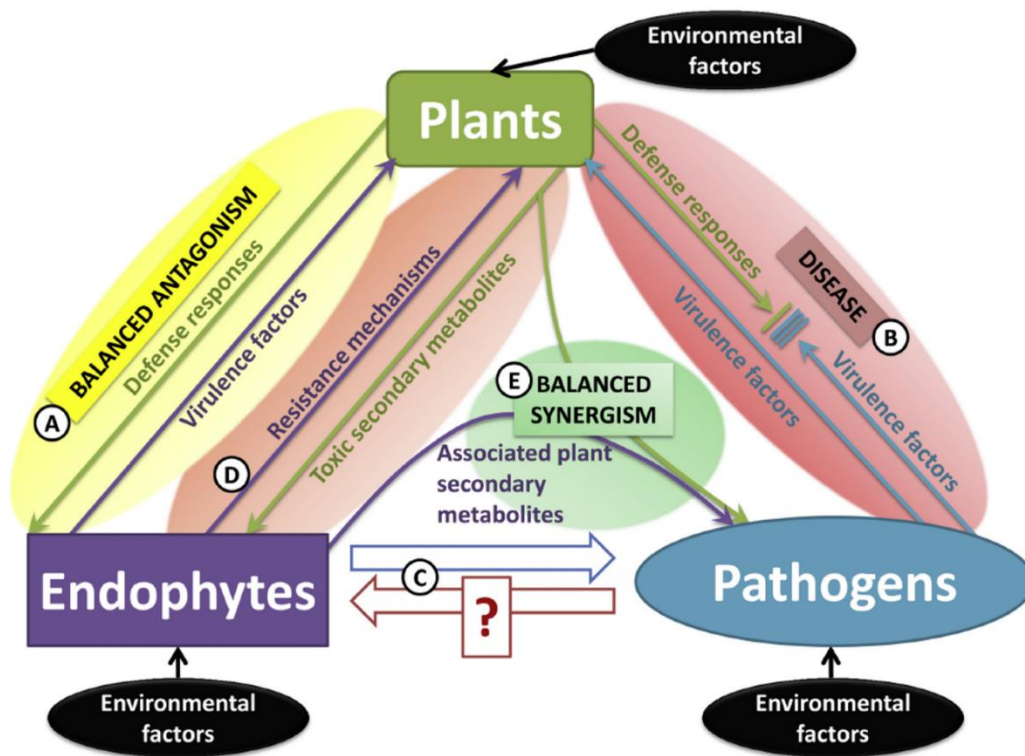 Environmental
factors
Plants
BALANCED ANTAGONISM
A
Defense responses
Virulence factors
Resistance mechanisms
D
Toxic secondary metabolites
Defense responses
DISEASE
B
Virulence factors
Virulence factors
E
BALANCED
SYNERGISM
Associated plant
secondary
metabolites
Endophytes
C
?
Pathogens
Environmental
factors
Environmental
factors